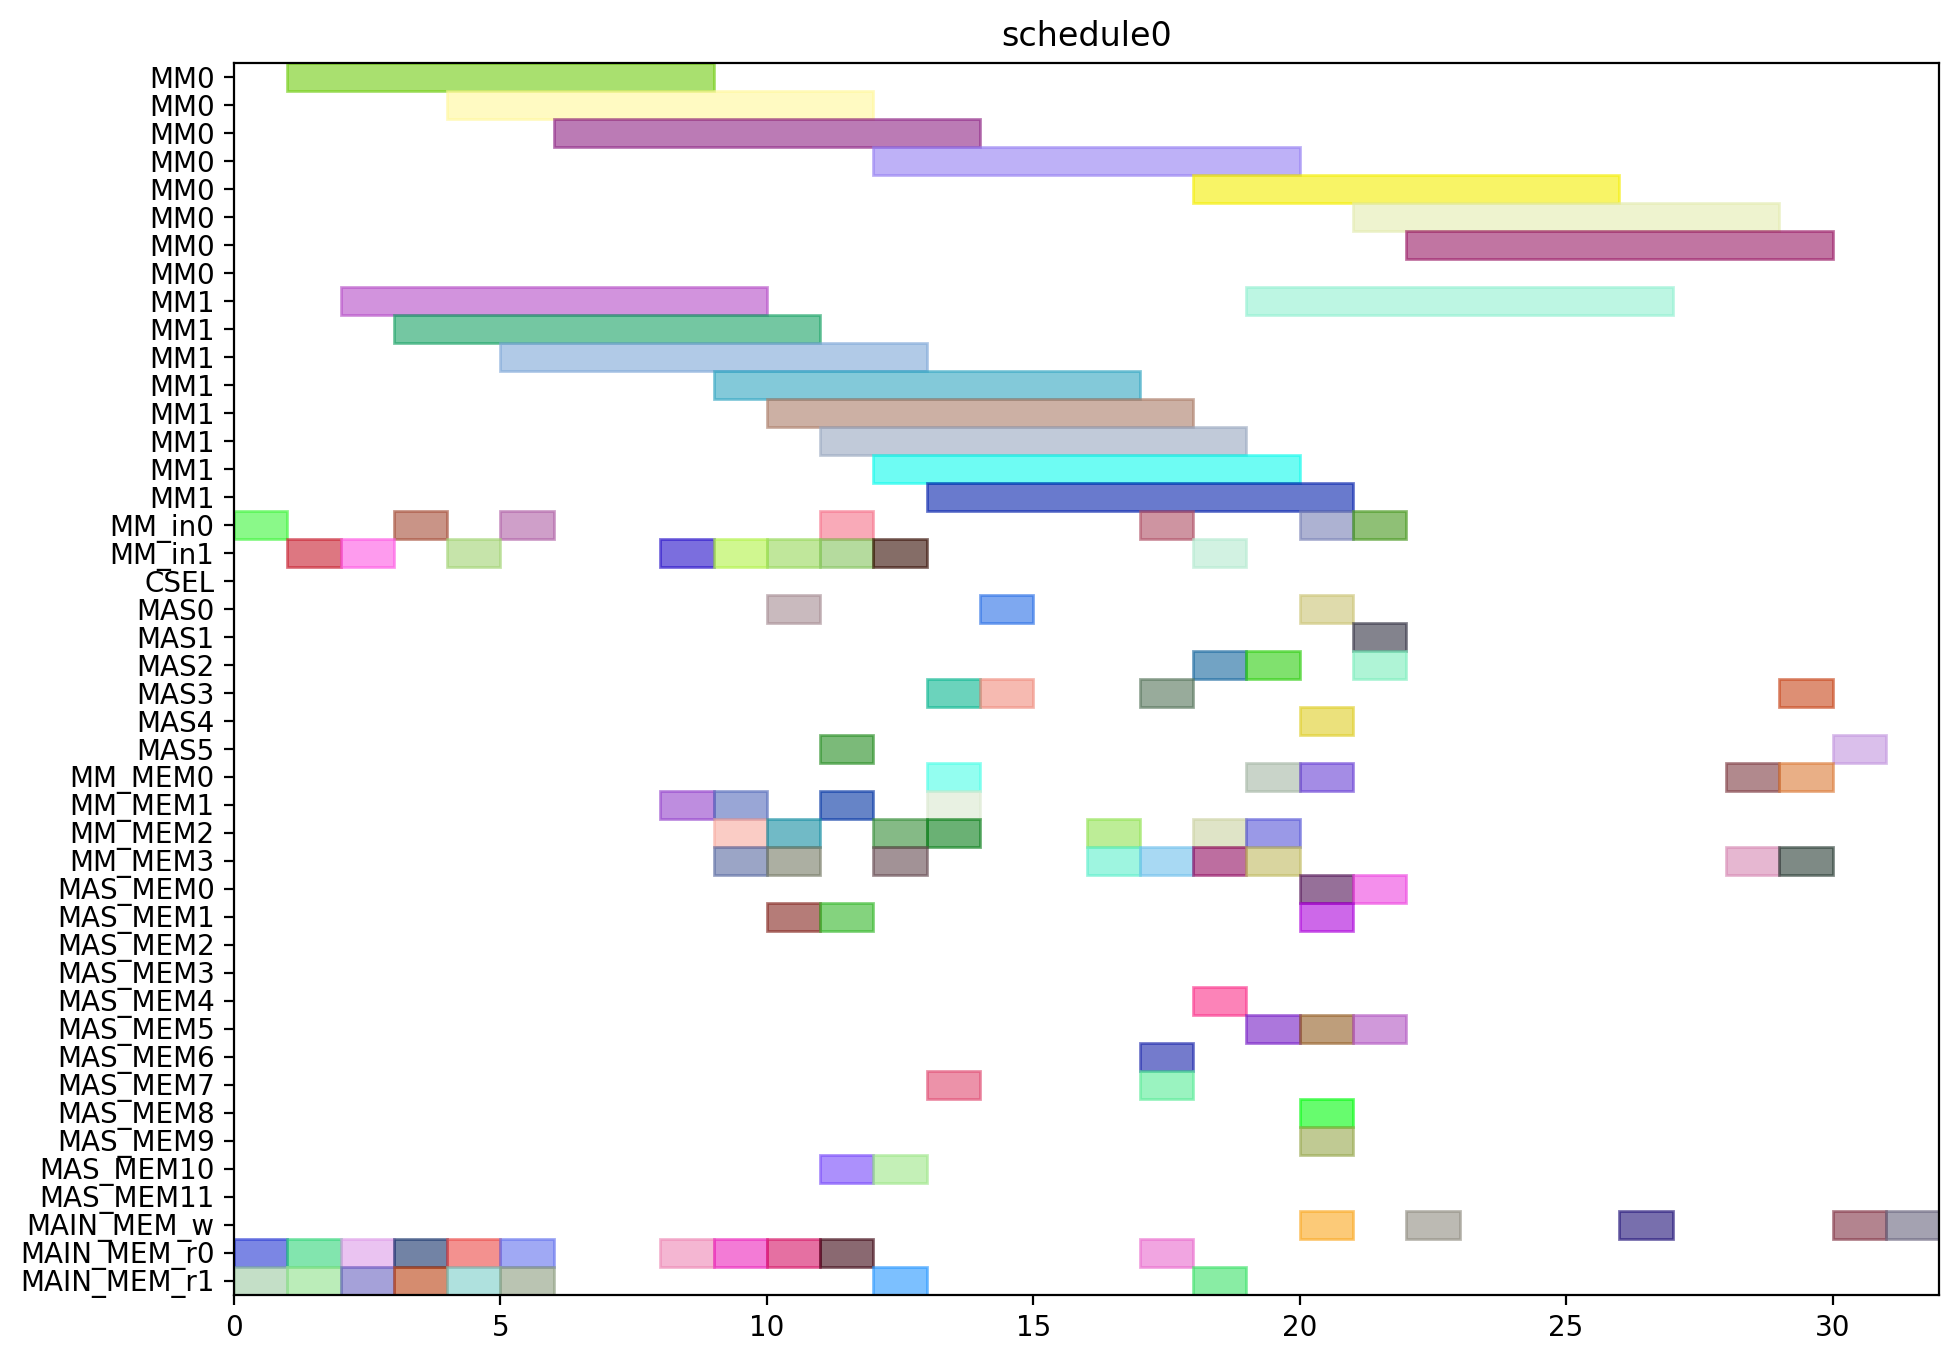 schedule0
MM0
MM0
MM0
MM0
MM0
MM0
MM0
MM0
MM1
MM1
MM1
MM1
MM1
MM1
MM1
MM1
MM_in0
MM_in1
CSEL
MAS0
MAS1
MAS2
MAS3
MAS4
MAS5
MM_MEM0
MM_MEM1
MM_MEM2
MM_MEM3
MAS_MEM0
MAS_MEM1
MAS_MEM2
MAS_MEM3
MAS_MEM4
MAS_MEM5
MAS_MEM6
MAS_MEM7
MAS_MEM8
MAS_MEM9
MAS_MEM10
MAS_MEM11
MAIN_MEM_w
MAIN_MEM_r0
MAIN_MEM_r1
0 5 10 15 20 25 30